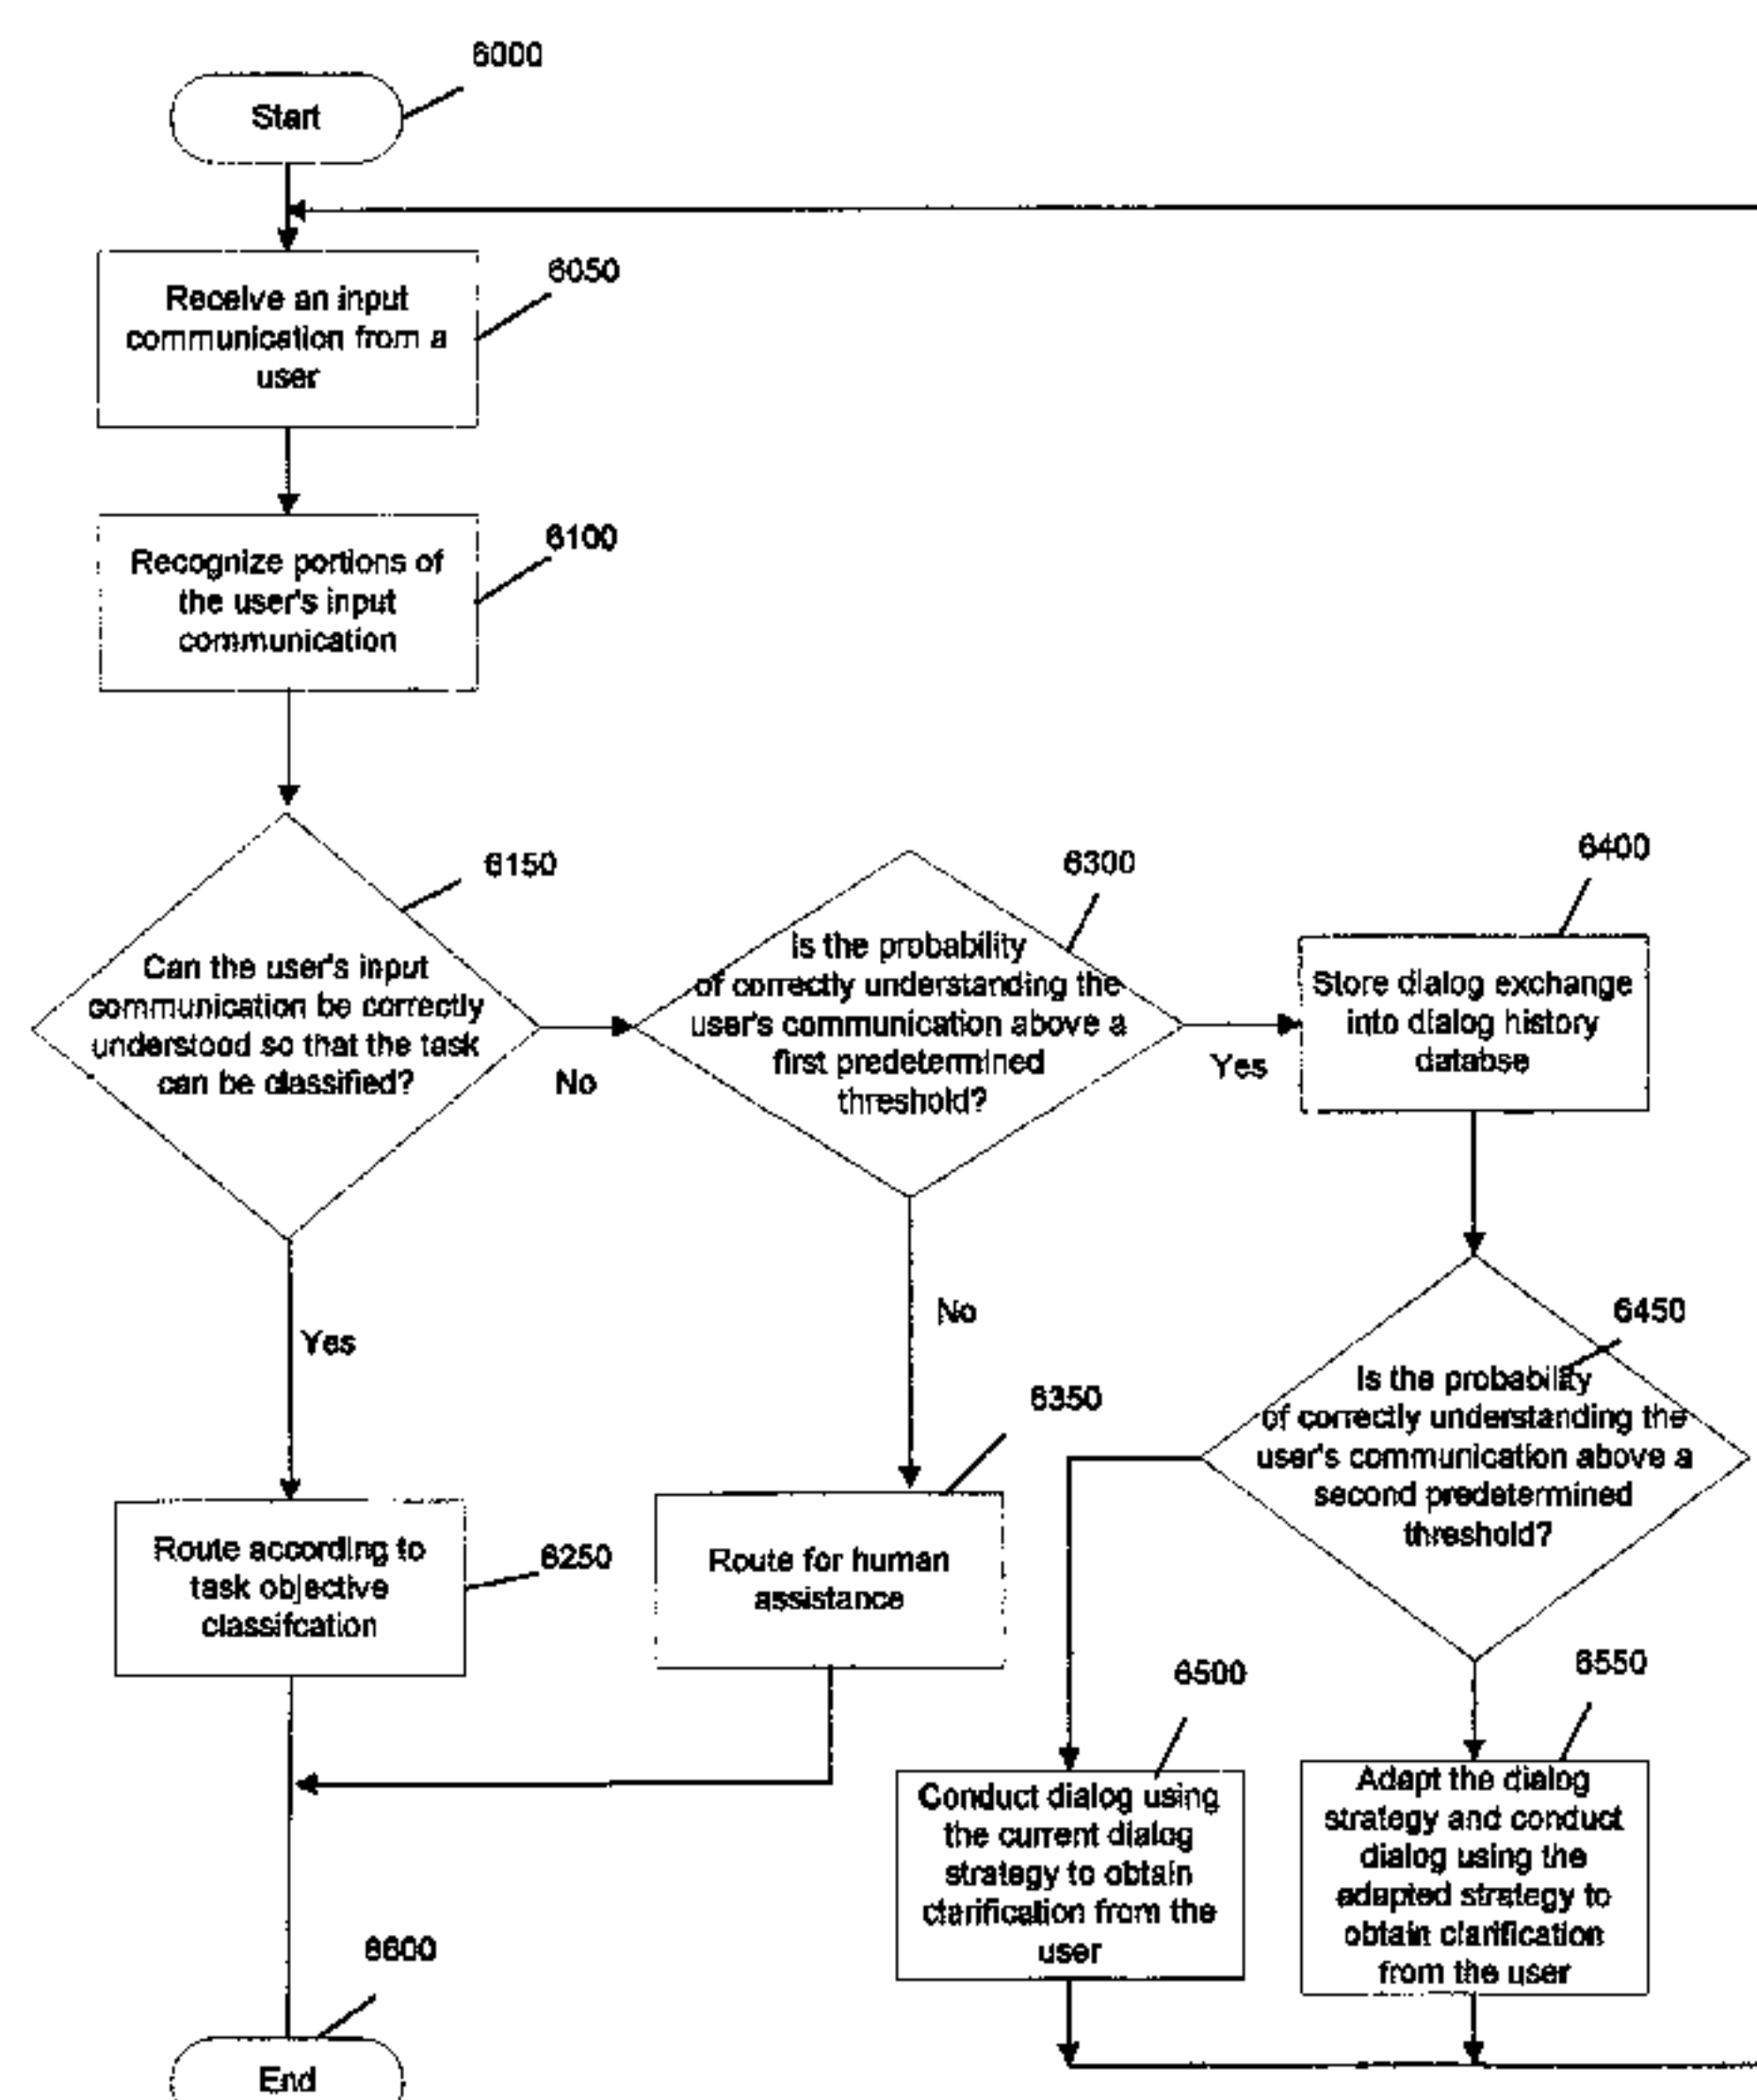 6000
Start
6050
Receive an input
communication from a
user
6100
Recognize portions of
the user's input
communication
6150
Can the user's input
communication be correctly
understood so that the task
can be classified?
No
Yes
6300
Is the probability
of correctly understanding the
user's communication above a
first predetermined
threshold?
Yes
No
6400
Store dialog exchange
into dialog history
databse
6450
Is the probability
of correctly understanding the
user's communication above a
second predetermined
threshold?
6250
Route according to
task objective
classifcation
6350
Route for human
assistance
6500
Conduct dialog using
the current dialog
strategy to obtain
clarification from the
user
6550
Adapt the dialog
strategy and conduct
dialog using the
adapted strategy to
obtain clarification
from the user
6600
End